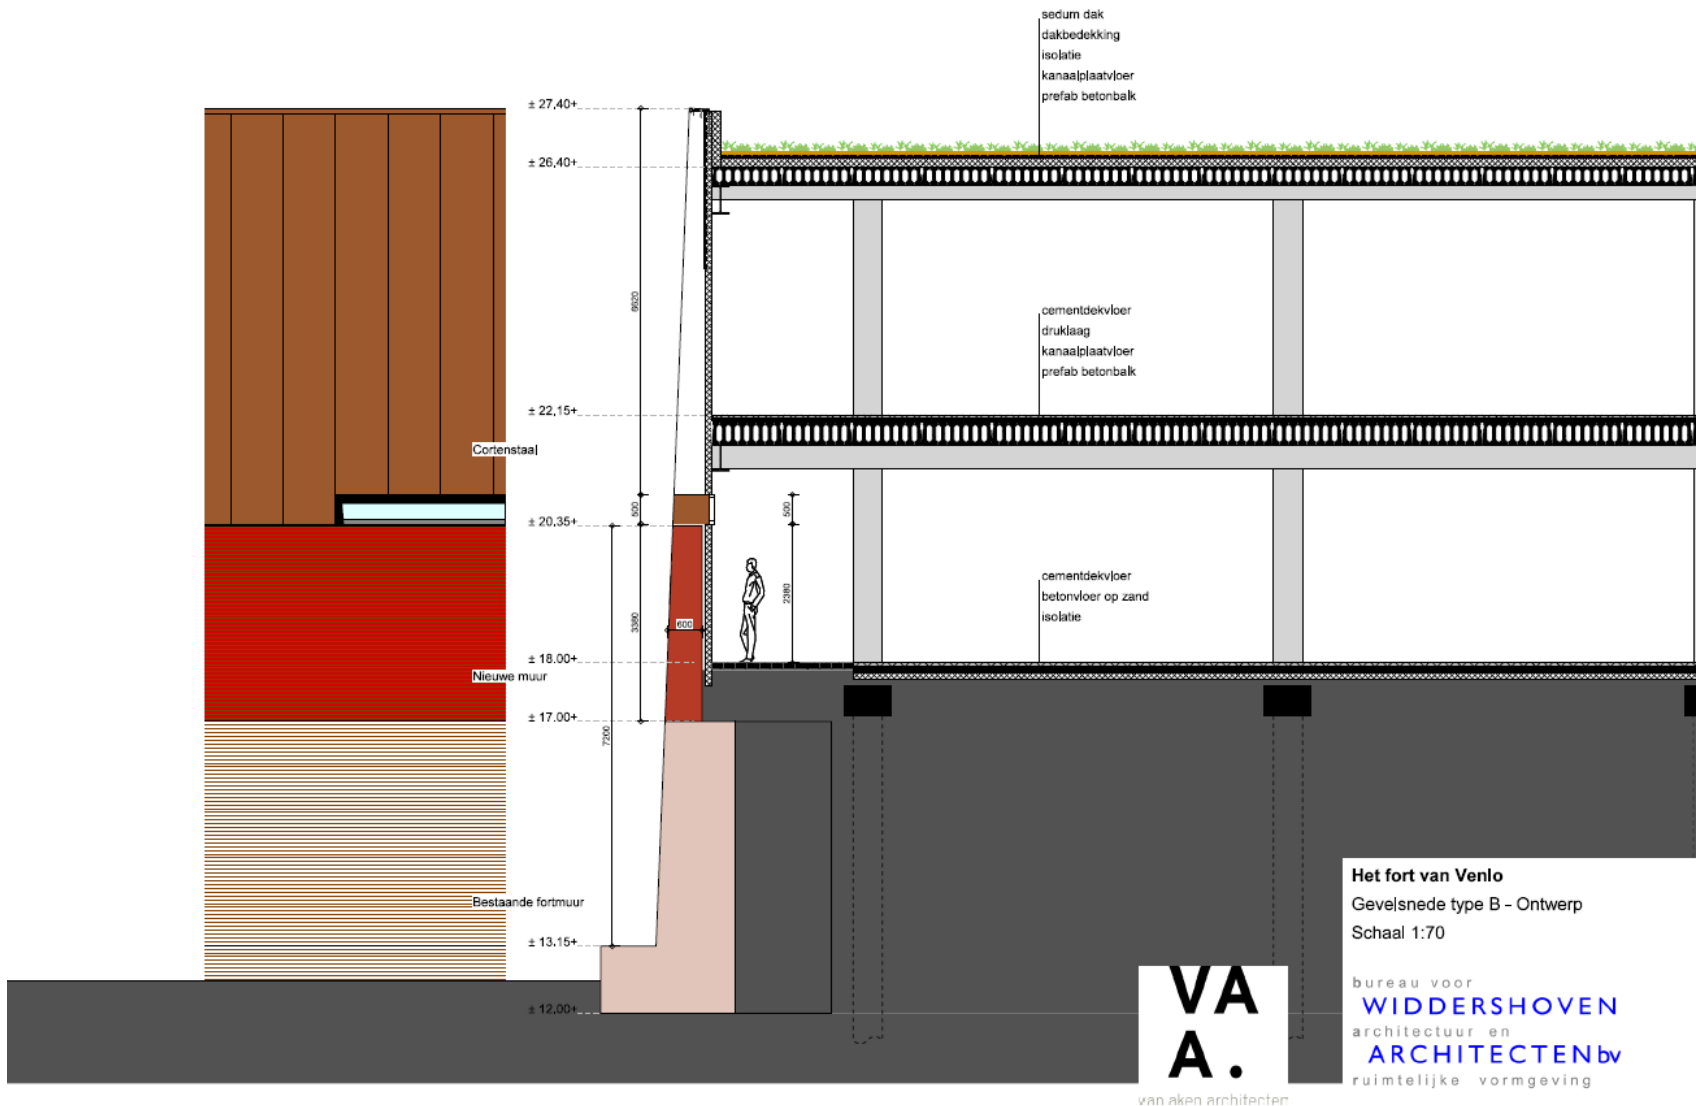 sedum dak
dakbedekking
isolatie
kanaalplaatvloer
prefab betonbalk
± 27,40+
± 26,40+
6620
cementdekvloer
druklaag
kanaalplaatvloer
prefab betonbalk
± 22,15+
Cortenstaal
500
500
± 20,35+
cementdekvloer
betonvloer op zand
isolatie
2380
3380
600
± 18.00+
Nieuwe muur
± 17.00+
7200
Bestaande fortmuur
± 13.15+
± 12.00+
Het fort van Venlo
Gevelsnede type B - Ontwerp
Schaal 1:70
VA
A.
van aken architecten
bureau voor
WIDDERSHOVEN
architectuur en
ARCHITECTEN bv
ruimtelijke vormgeving